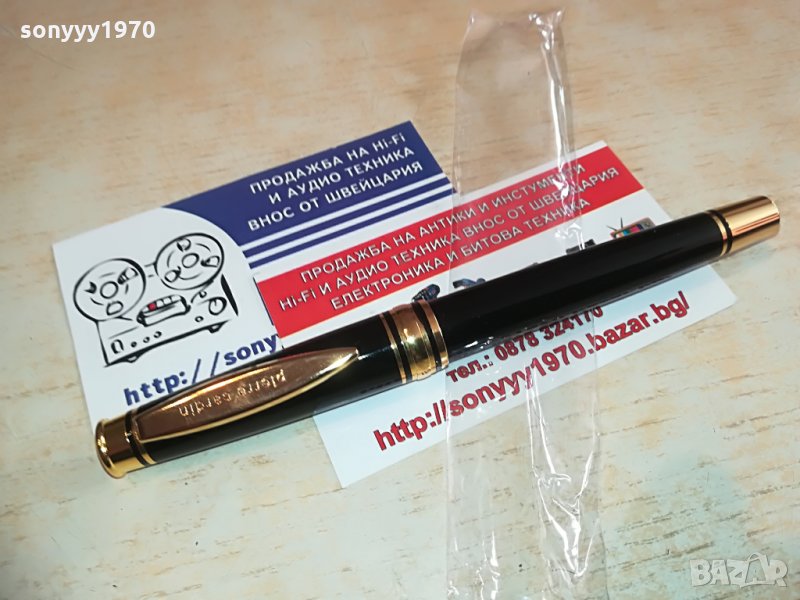 sonyyy1970
ПРОДАЖБА НА Hi-Fi
И АУДИО ТЕХНИКА
ВНОС ОТ ШВЕЙЦАРИЯ
ПРОДАЖБА НА АНТИКИ И ИНСТУМЕНТИ
Hi-Fi И АУДИО ТЕХНИКА ВНОС ОТ ШВЕЙЦАРИЯ
ЕЛЕКТРОНИКА И БИТОВА ТЕХНИКА
http://sony
pierre cardin
тел.: 0878 324170
http://sonyyy1970.bazar.bg/
BAZAR